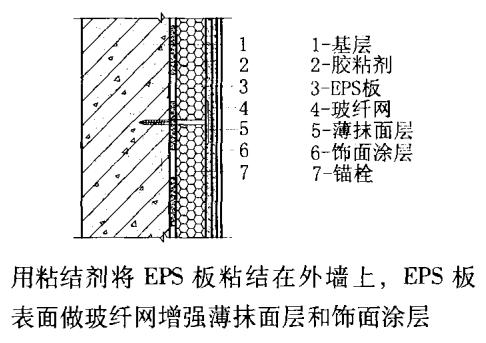 1 1-基层
2 2-胶粘剂
3 3-EPS板
4 4-玻纤网
5 5-薄抹面层
6 6-饰面涂层
7 7-锚栓
用粘结剂将 EPS 板粘结在外墙上，EPS 板
表面做玻纤网增强薄抹面层和饰面涂层